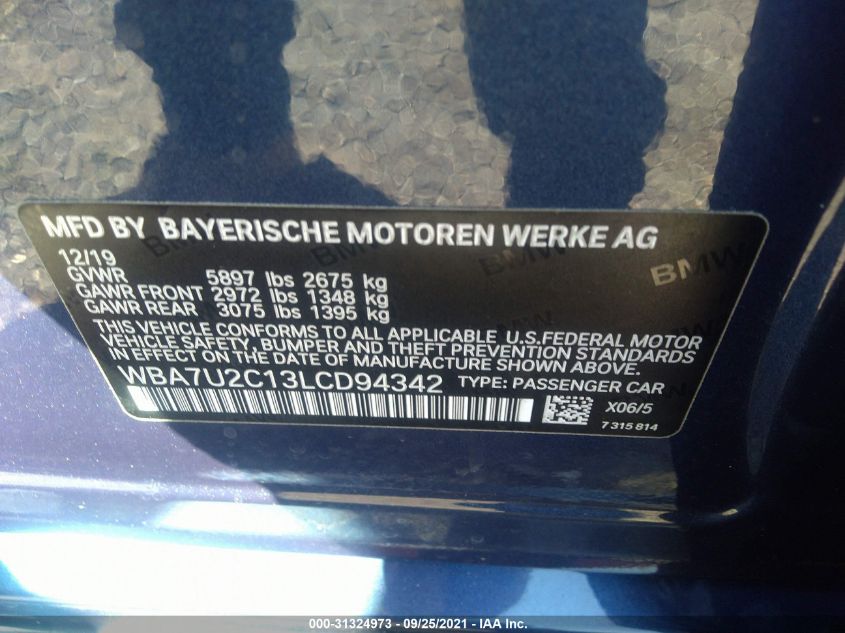 MFD BY BAYERISCHE MOTOREN WERKE AG
12/19
GVWR 5897 lbs 2675 kg
GAWR FRONT 2972 lbs 1348 kg
GAWR REAR 3075 lbs 1395 kg
BMW
THIS VEHICLE CONFORMS TO ALL APPLICABLE U.S.FEDERAL MOTOR
VEHICLE SAFETY, BUMPER AND THEFT PREVENTION STANDARDS IN
EFFECT ON THE DATE OF MANUFACTURE SHOWN ABOVE.
WBA7U2C13LCD94342 TYPE: PASSENGER CAR
X06/5
7 315 814
000-31324973 - 09/25/2021 - IAA Inc.